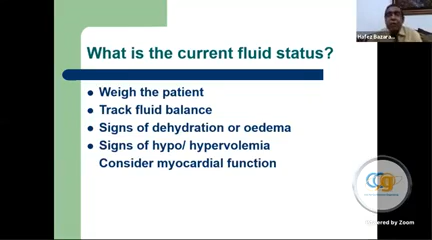 Hafez Bazara...
What is the current fluid status?
Weigh the patient
Track fluid balance
Signs of dehydration or oedema
Signs of hypo/ hypervolemia
Consider myocardial function
Powered by Zoom